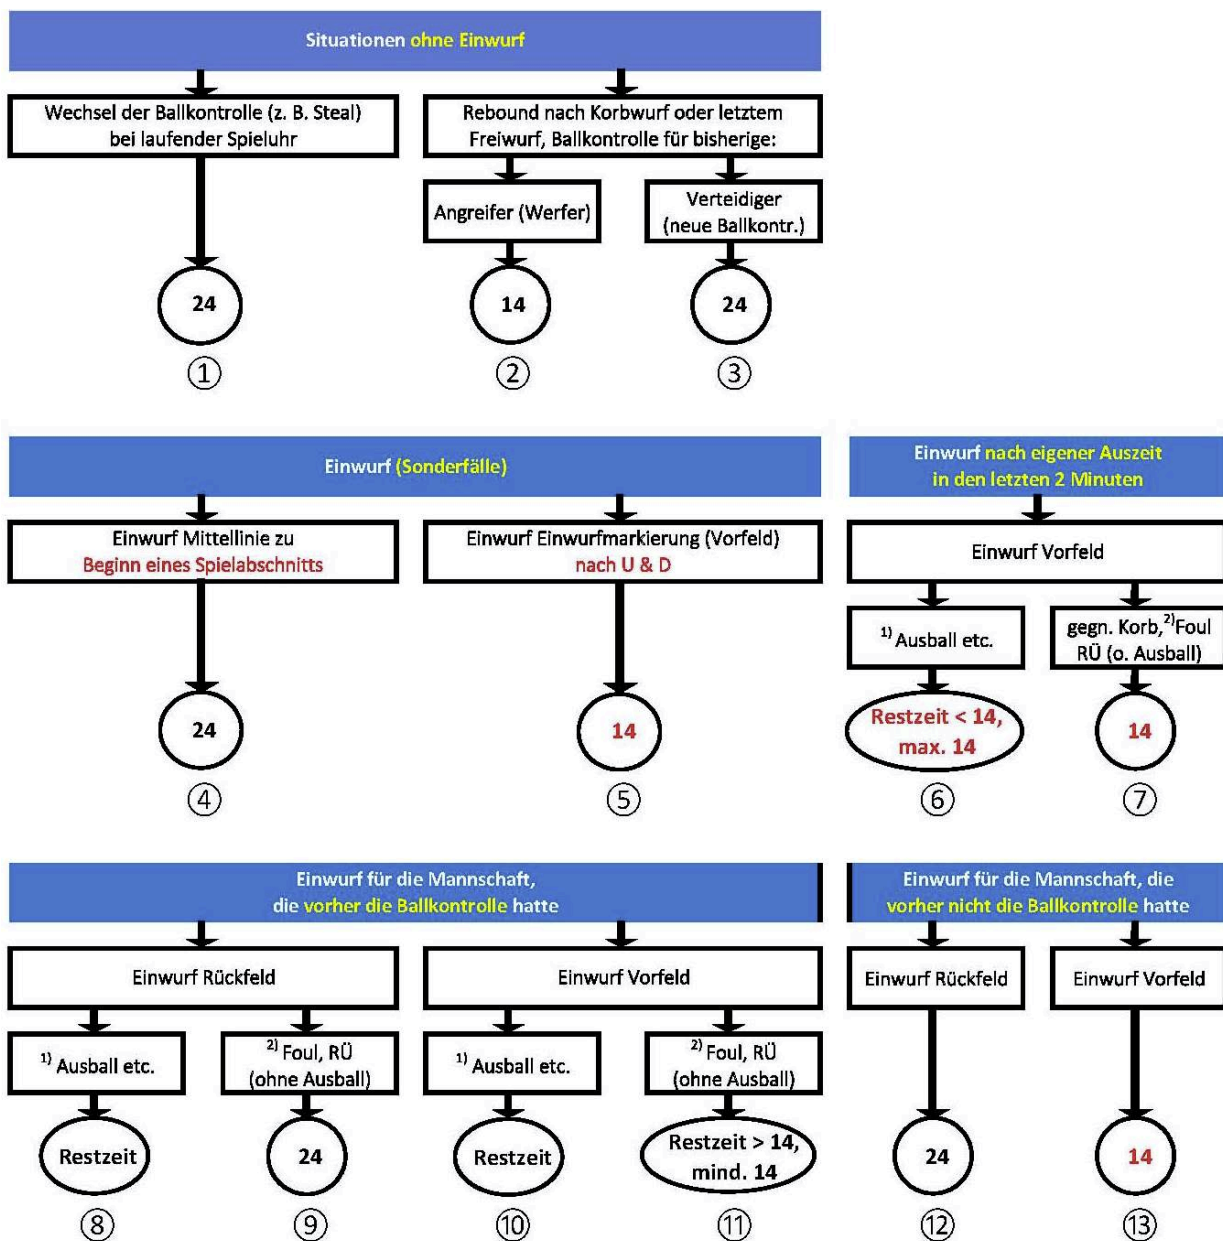 Situationen ohne Einwurf
Wechsel der Ballkontrolle (z. B. Steal)
bei laufender Spieluhr
Rebound nach Korbwurf oder letztem
Freiwurf, Ballkontrolle für bisherige:
Angreifer (Werfer)
Verteidiger
(neue Ballkontr.)
24
14
24
①
②
③
Einwurf (Sonderfälle)
Einwurf nach eigener Auszeit
in den letzten 2 Minuten
Einwurf Mittellinie zu
Beginn eines Spielabschnitts
Einwurf Einwurfmarkierung (Vorfeld)
nach U & D
Einwurf Vorfeld
1) Ausball etc.
gegn. Korb, 2) Foul
RÜ (o. Ausball)
24
14
Restzeit < 14,
max. 14
14
④
⑤
⑥
⑦
Einwurf für die Mannschaft,
die vorher die Ballkontrolle hatte
Einwurf für die Mannschaft, die
vorher nicht die Ballkontrolle hatte
Einwurf Rückfeld
Einwurf Vorfeld
Einwurf Rückfeld
Einwurf Vorfeld
1) Ausball etc.
2) Foul, RÜ
(ohne Ausball)
1) Ausball etc.
2) Foul, RÜ
(ohne Ausball)
Restzeit
24
Restzeit
Restzeit > 14,
mind. 14
24
14
⑧
⑨
⑩
⑪
⑫
⑬